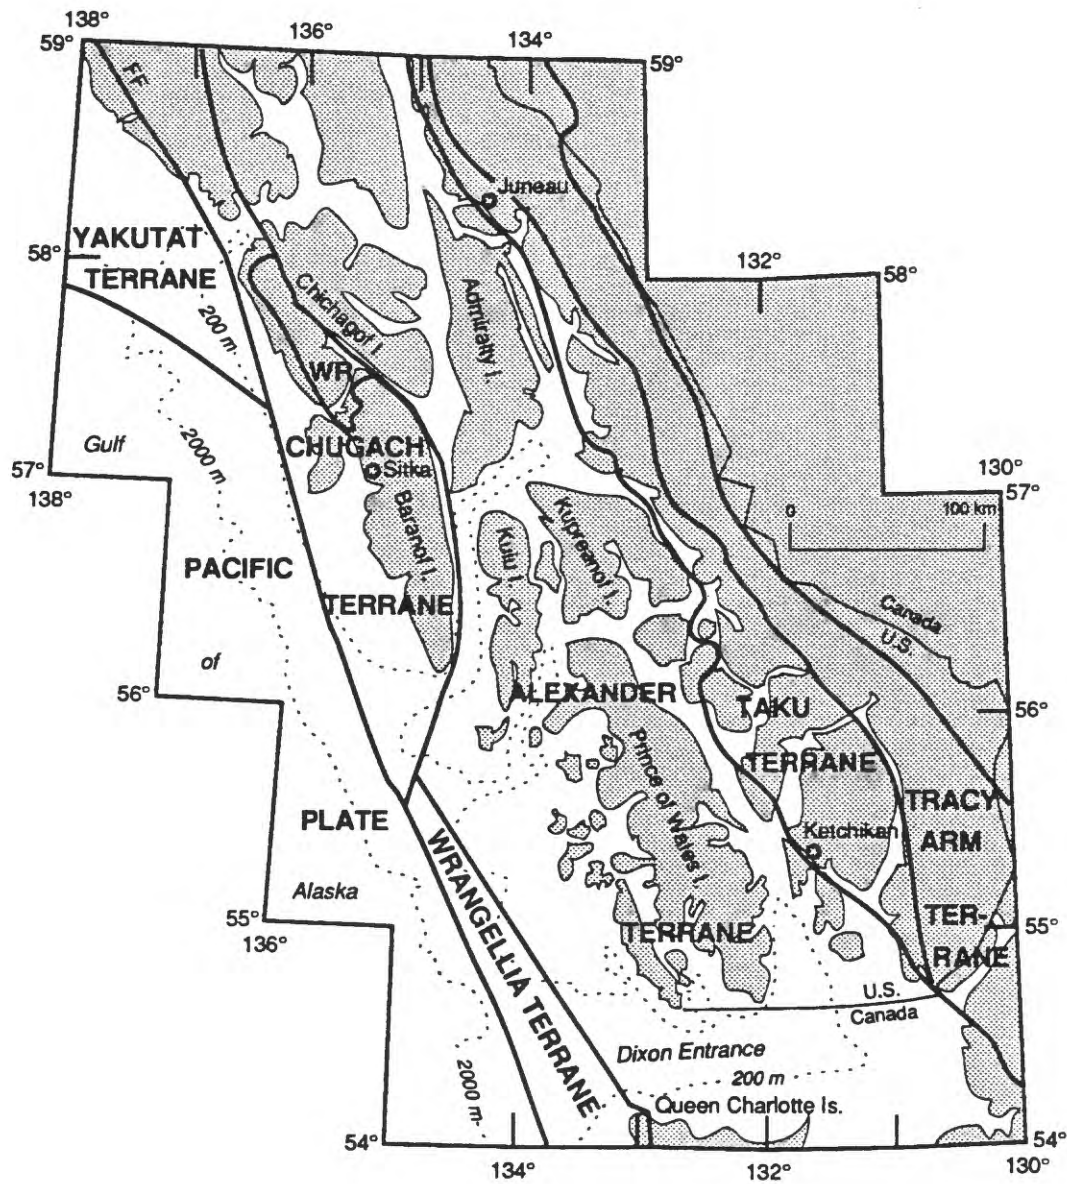 138°
136°
134°
59°
59°
FF
Juneau
YAKUTAT
TERRANE
58°
132°
58°
200 m
Chichagof I.
Admiralty I.
WR
2000 m
Gulf
CHUGACH
Sitka
57°
138°
130°
57°
0
100 km
Baranof I.
Kuiu I.
Kupreanof I.
PACIFIC
TERRANE
Canada
U.S.
of
56°
ALEXANDER
TAKU
56°
Prince of Wales I.
TERRANE
TRACY
ARM
PLATE
Ketchikan
WRANGELLIA TERRANE
Alaska
55°
136°
TERRANE
TER-
RANE
55°
U.S.
Canada
Dixon Entrance
200 m
2000 m
Queen Charlotte Is.
54°
54°
134°
132°
130°